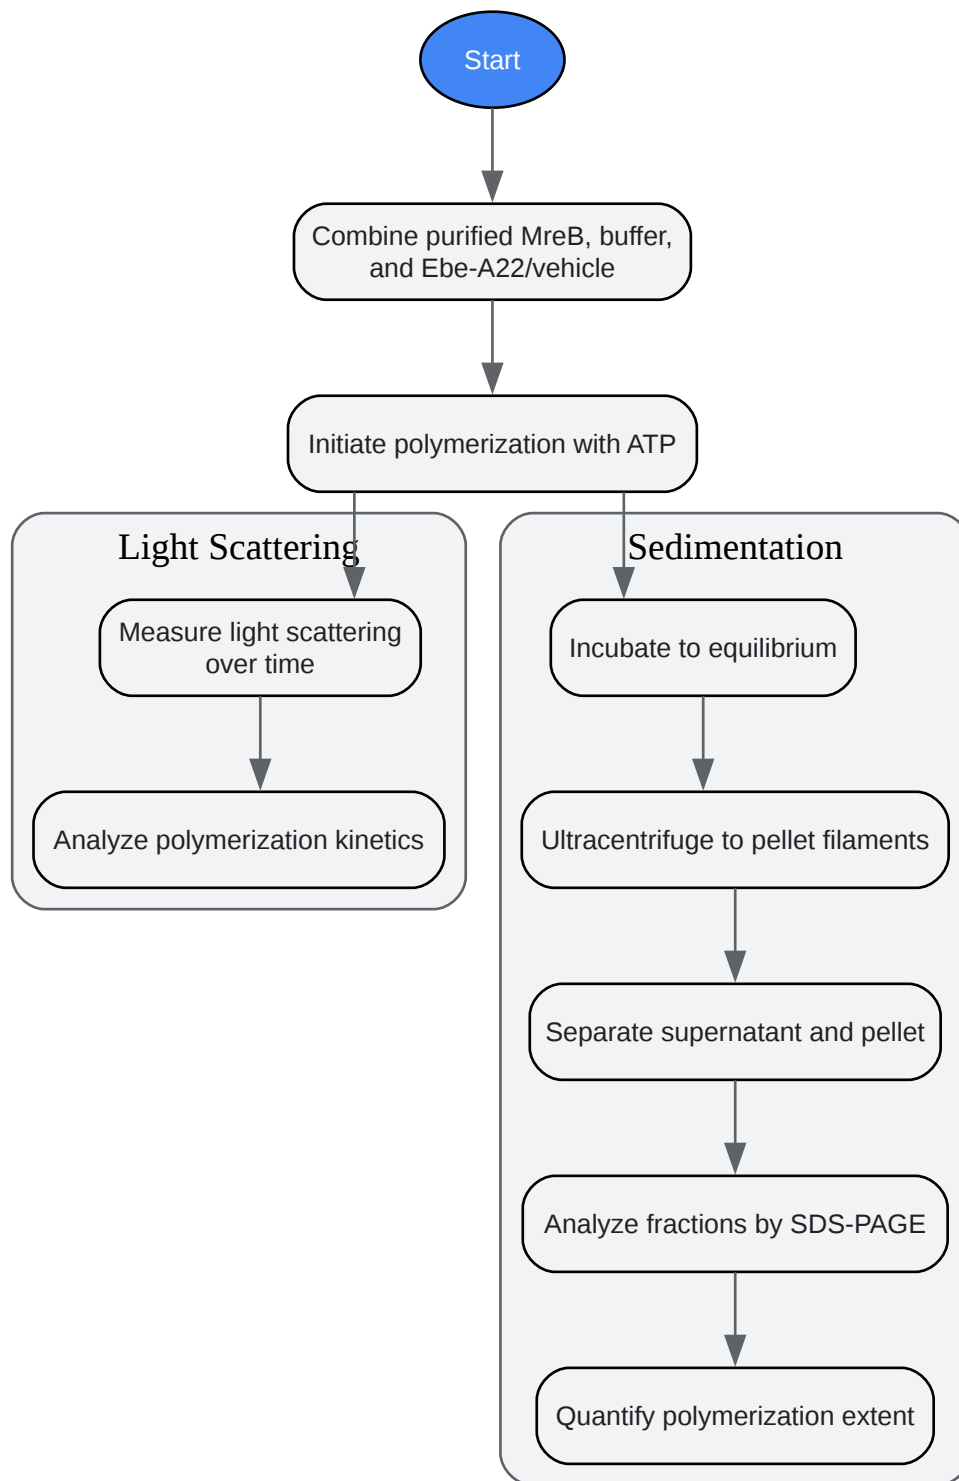 Start
Combine purified MreB, buffer,
and Ebe-A22/vehicle
Initiate polymerization with ATP
Light Scattering
Measure light scattering
over time
Analyze polymerization kinetics
Sedimentation
Incubate to equilibrium
Ultracentrifuge to pellet filaments
Separate supernatant and pellet
Analyze fractions by SDS-PAGE
Quantify polymerization extent